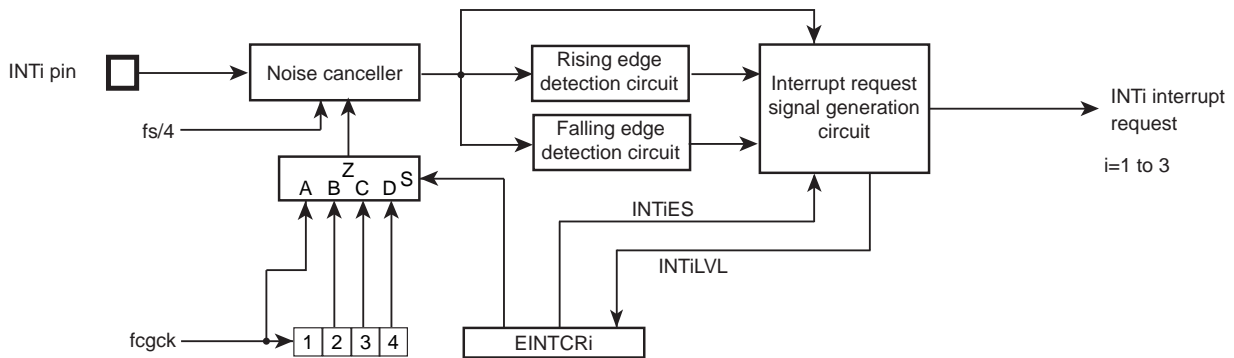 INTi pin
Noise canceller
Rising edge
detection circuit
Falling edge
detection circuit
Interrupt request
signal generation
circuit
INTi interrupt
request
i=1 to 3
fs/4
Z
S
A B C D
INTiES
INTiLVL
fcgck
1 2 3 4
EINTCRi